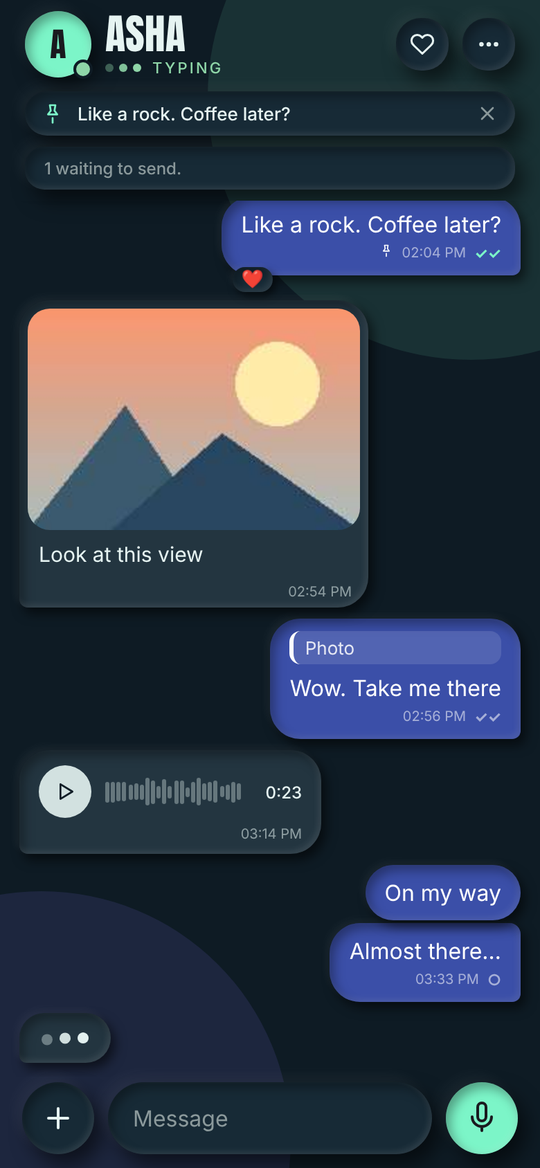 A
ASHA
TYPING
Like a rock. Coffee later?
1 waiting to send.
Like a rock. Coffee later?
02:04 PM
Look at this view
02:54 PM
Photo
Wow. Take me there
02:56 PM
0:23
03:14 PM
On my way
Almost there...
03:33 PM
Message